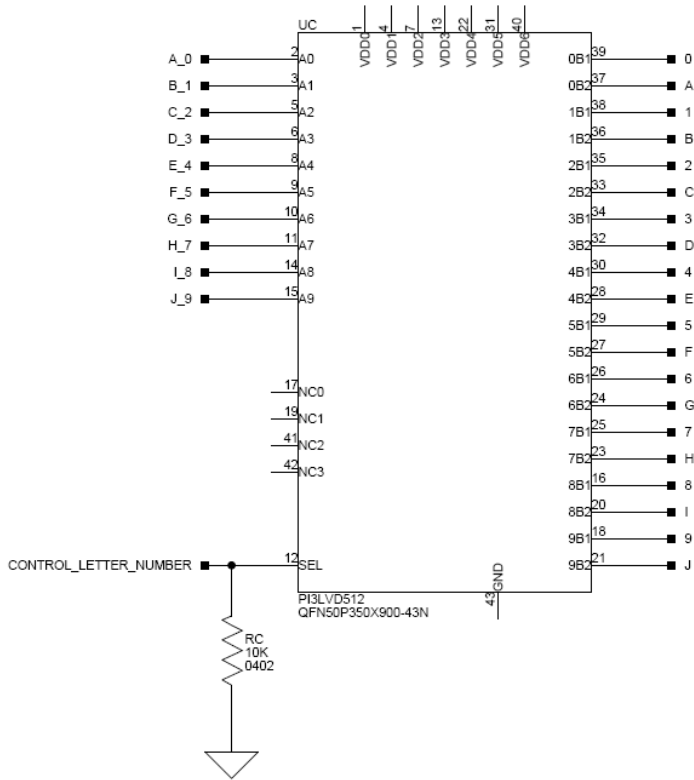 UC
1 4 7 13 22 31 40
VDD0 VDD1 VDD2 VDD3 VDD4 VDD5 VDD6
A_0 2 A0 0B1 39 0
B_1 3 A1 0B2 37 A
C_2 5 A2 1B1 38 1
D_3 6 A3 1B2 36 B
E_4 8 A4 2B1 35 2
F_5 9 A5 2B2 33 C
G_6 10 A6 3B1 34 3
H_7 11 A7 3B2 32 D
I_8 14 A8 4B1 30 4
J_9 15 A9 4B2 28 E
5B1 29 5
5B2 27 F
17 NC0 6B1 26 6
19 NC1 6B2 24 G
41 NC2 7B1 25 7
42 NC3 7B2 23 H
8B1 16 8
8B2 20 I
9B1 18 9
CONTROL_LETTER_NUMBER 12 SEL 9B2 21 J
43 GND
PI3LVD512
QFN50P350X900-43N
RC
10K
0402